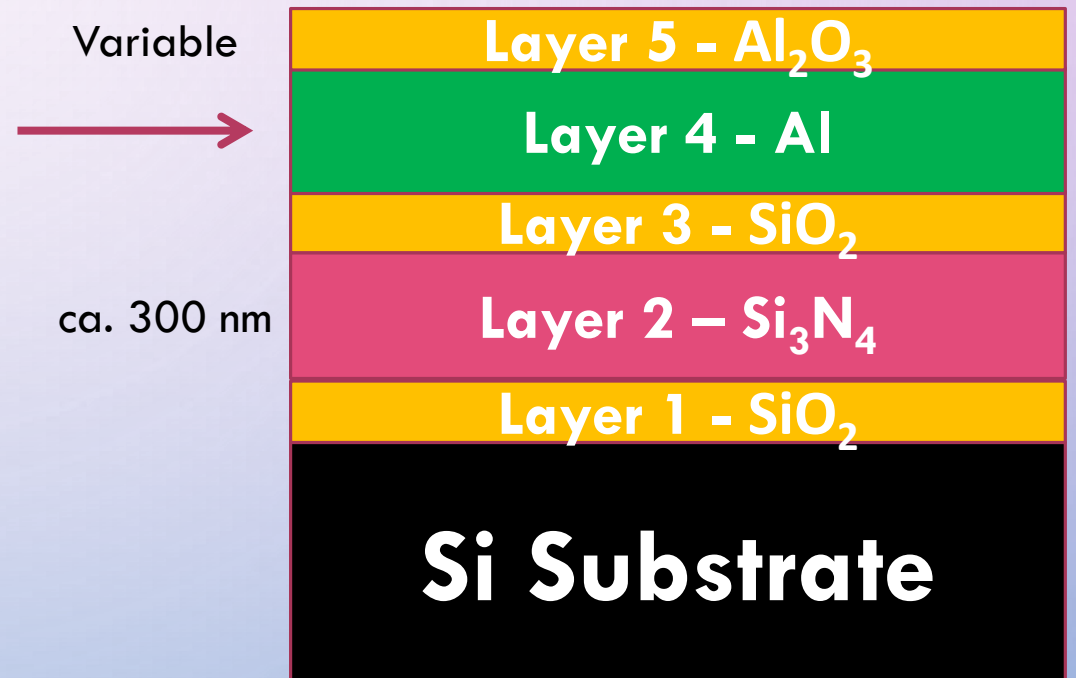 Variable
Layer 5 - Al₂O₃
Layer 4 - Al
Layer 3 - SiO₂
ca. 300 nm
Layer 2 – Si₃N₄
Layer 1 - SiO₂
Si Substrate